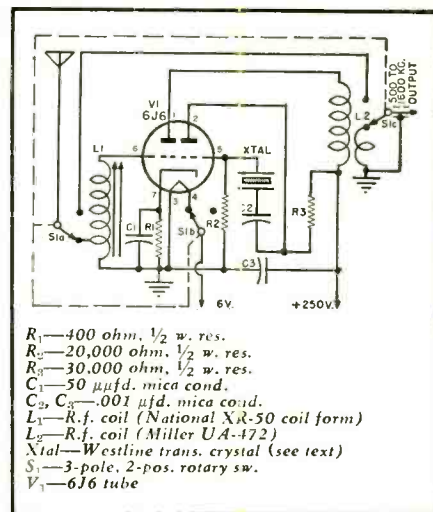 V1
6J6
1
2
6
5
7
3
4
L1
XTAL
L2
S1c
500 TO
1600 KC.
OUTPUT
C2
R3
R2
C1
R1
S1a
S1b
C3
6V.
+250V.
R₁—400 ohm, ½ w. res.
R₂—20,000 ohm, ½ w. res.
R₃—30,000 ohm, ½ w. res.
C₁—50 μμfd. mica cond.
C₂, C₃—.001 μfd. mica cond.
L₁—R.f. coil (National XR-50 coil form)
L₂—R.f. coil (Miller UA-472)
Xtal—Westline trans. crystal (see text)
S₁—3-pole, 2-pos. rotary sw.
V₁—6J6 tube